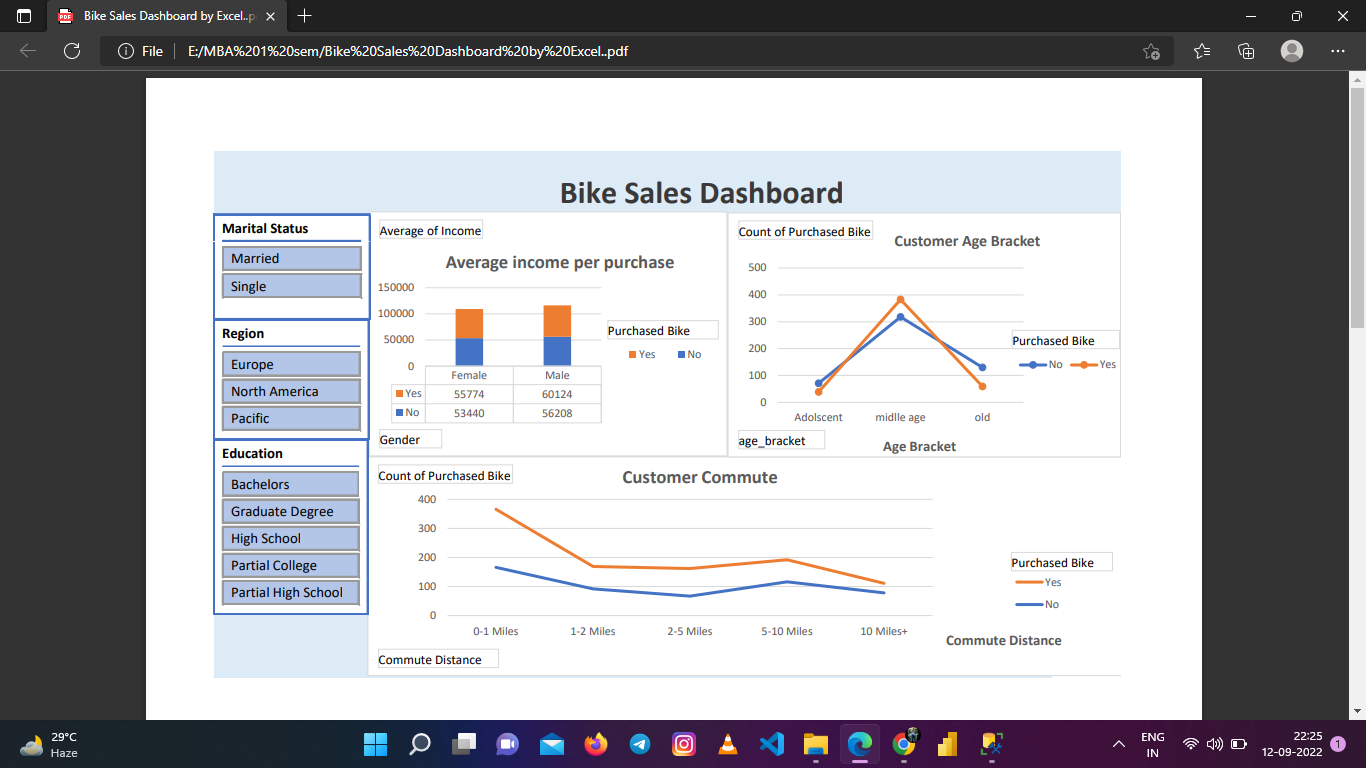 Bike Sales Dashboard by Excel..p
File
E:/MBA%201%20sem/Bike%20Sales%20Dashboard%20by%20Excel..pdf
Bike Sales Dashboard
Marital Status
Married
Single
Region
Europe
North America
Pacific
Education
Bachelors
Graduate Degree
High School
Partial College
Partial High School
Average of Income
Average income per purchase
150000
100000
50000
0
Female Male
Yes 55774 60124
No 53440 56208
Purchased Bike
Yes No
Gender
Count of Purchased Bike
Customer Age Bracket
500
400
300
200
100
0
Adolscent midlle age old
Purchased Bike
No Yes
age_bracket
Age Bracket
Count of Purchased Bike
Customer Commute
400
300
200
100
0
0-1 Miles 1-2 Miles 2-5 Miles 5-10 Miles 10 Miles+
Purchased Bike
Yes
No
Commute Distance
Commute Distance
29°C
Haze
ENG
IN
22:25
12-09-2022
1